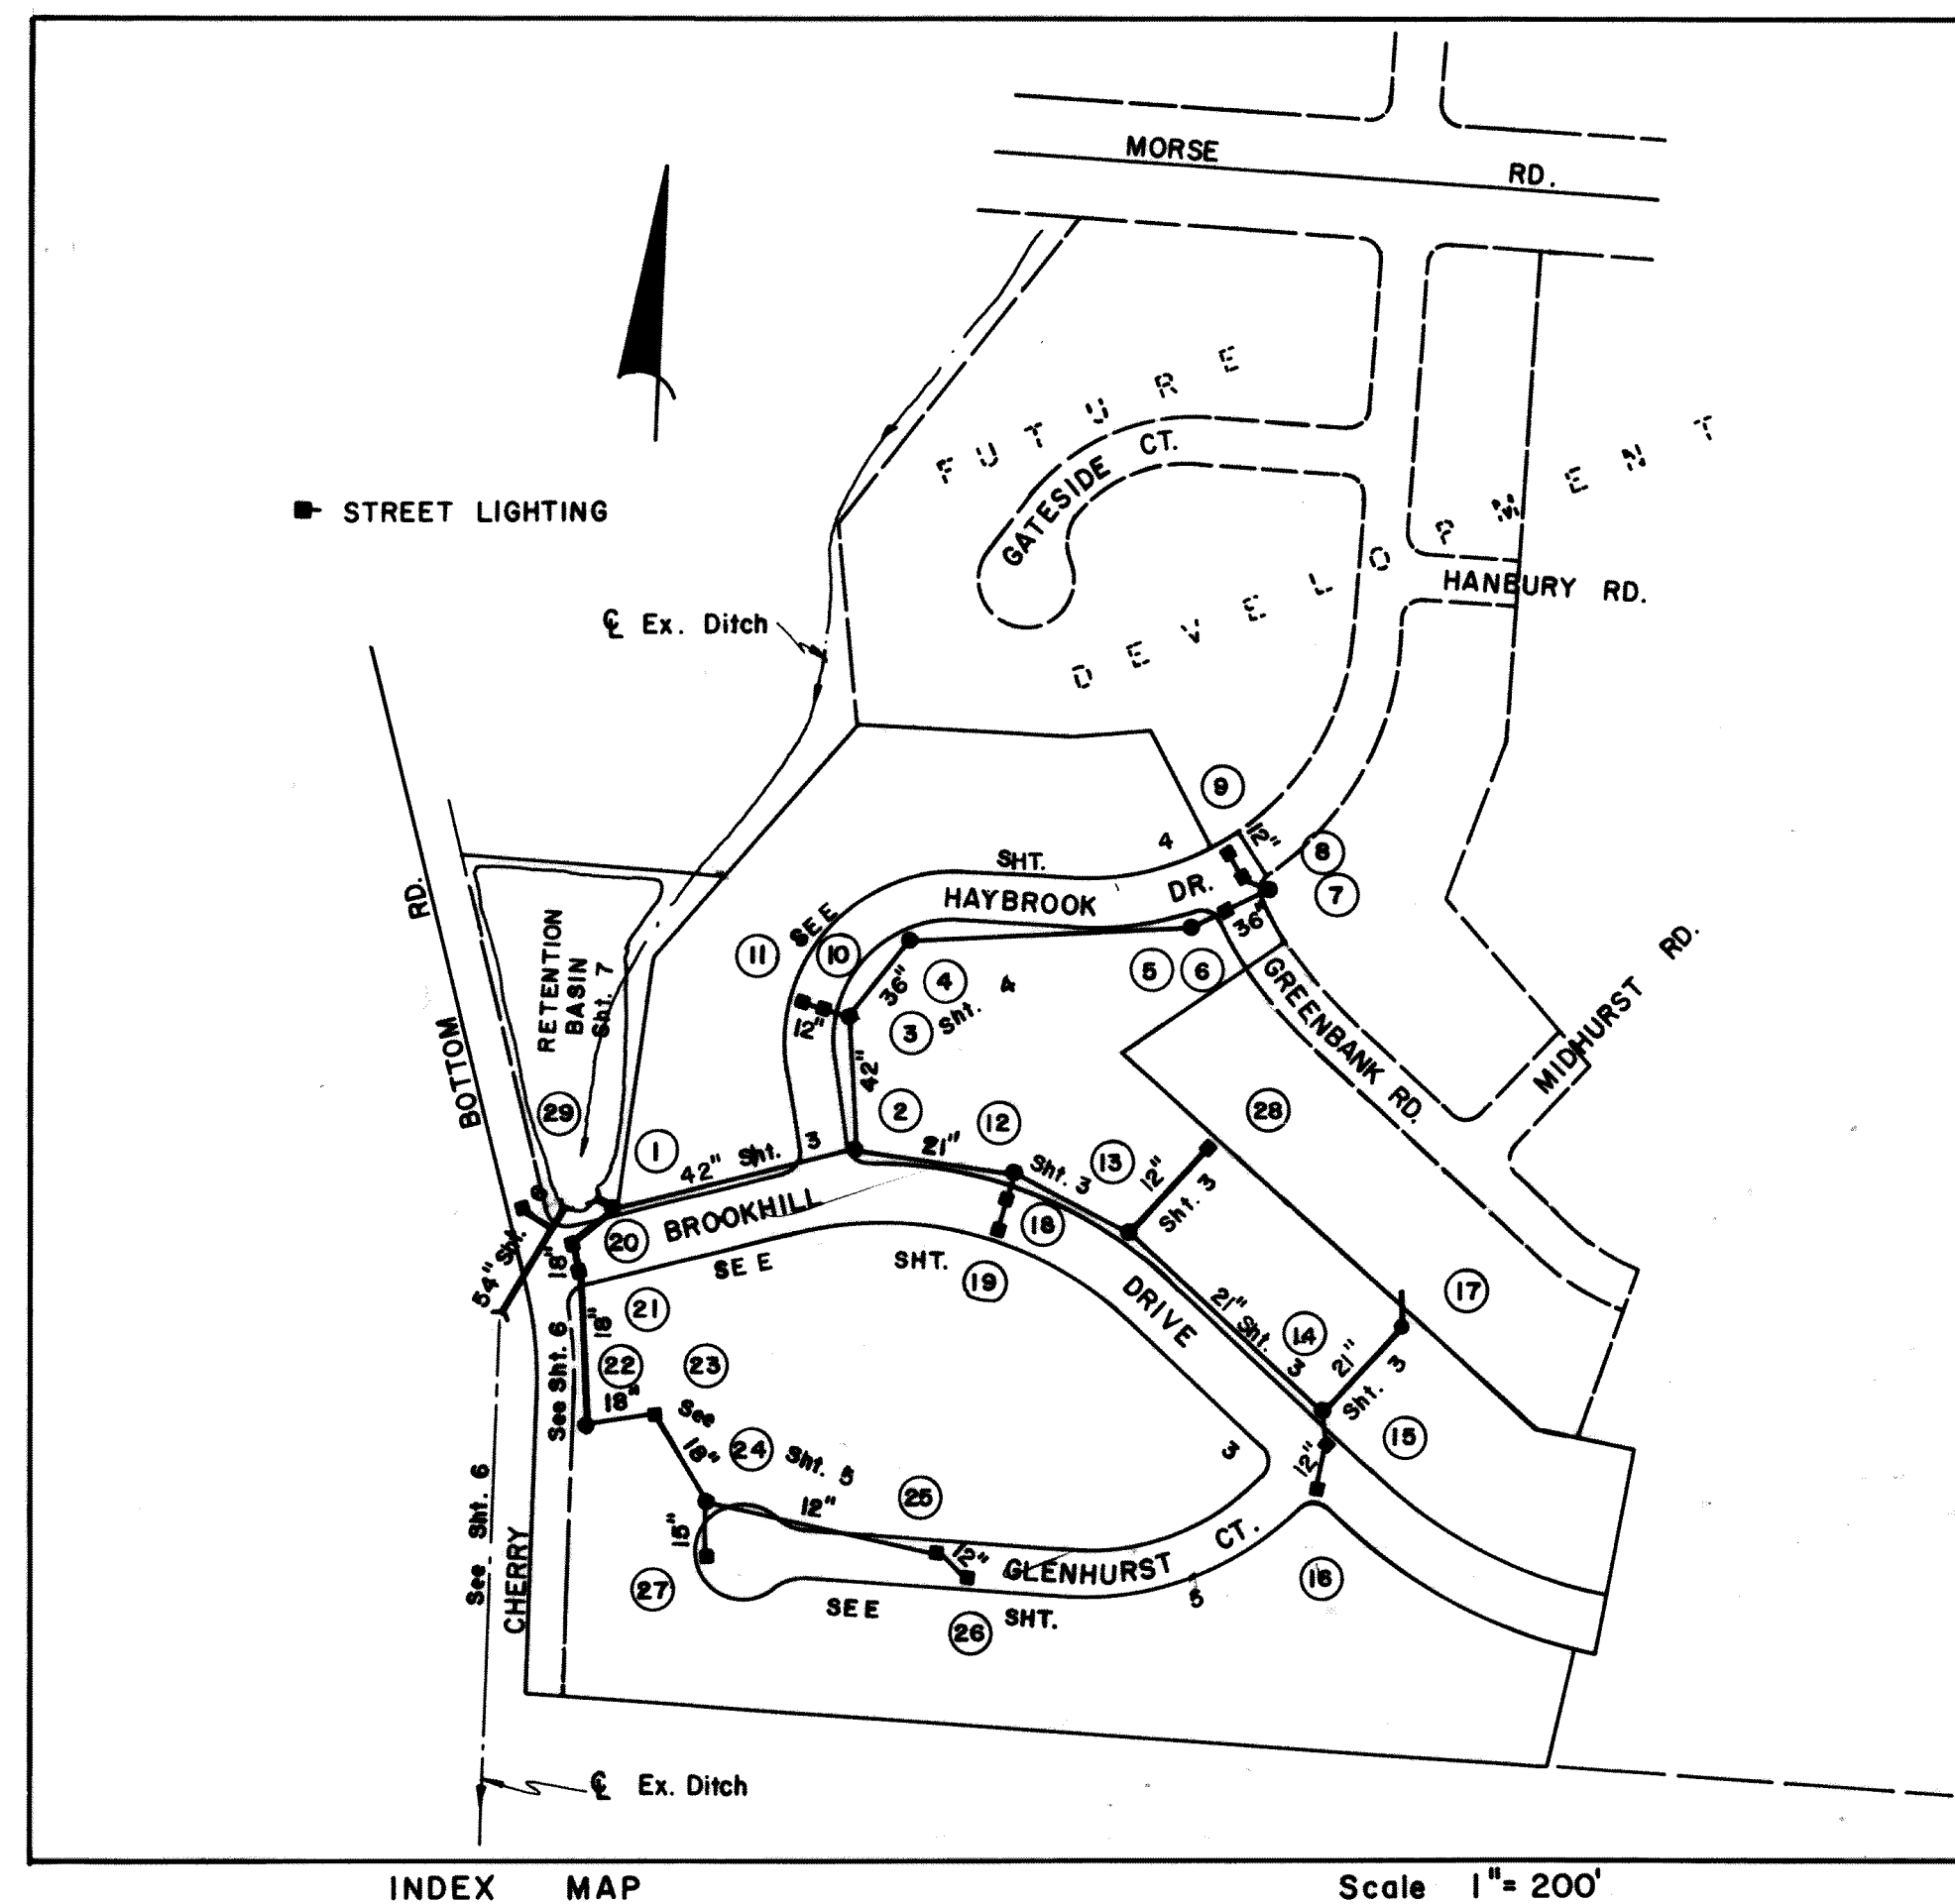 MORSE RD.
FUTURE
DEVELOPMENT
GATESIDE CT.
HANBURY RD.
STREET LIGHTING
℄ Ex. Ditch
9
12"
8
7
SEE SHT. 4
HAYBROOK DR.
36"
MIDHURST RD.
GREENBANK RD.
11
10
12"
36"
4
3
Sht. 4
5
6
RETENTION
BASIN
Sht. 7
CHERRY BOTTOM RD.
42"
2
29
1
42" Sht. 3
21"
12
Sht. 3
13
12"
Sht. 3
28
BROOKHILL DRIVE
SEE SHT. 3
18
19
20
54" Sht. 6
18"
21
18"
22
See Sht. 6
23
18"
See Sht. 5
18"
24
21"
Sht. 3
14
21"
Sht. 3
17
15
12"
16
12"
25
15"
27
12"
GLENHURST CT.
SEE SHT. 5
26
See Sht. 6
℄ Ex. Ditch
INDEX MAP
Scale 1"= 200'